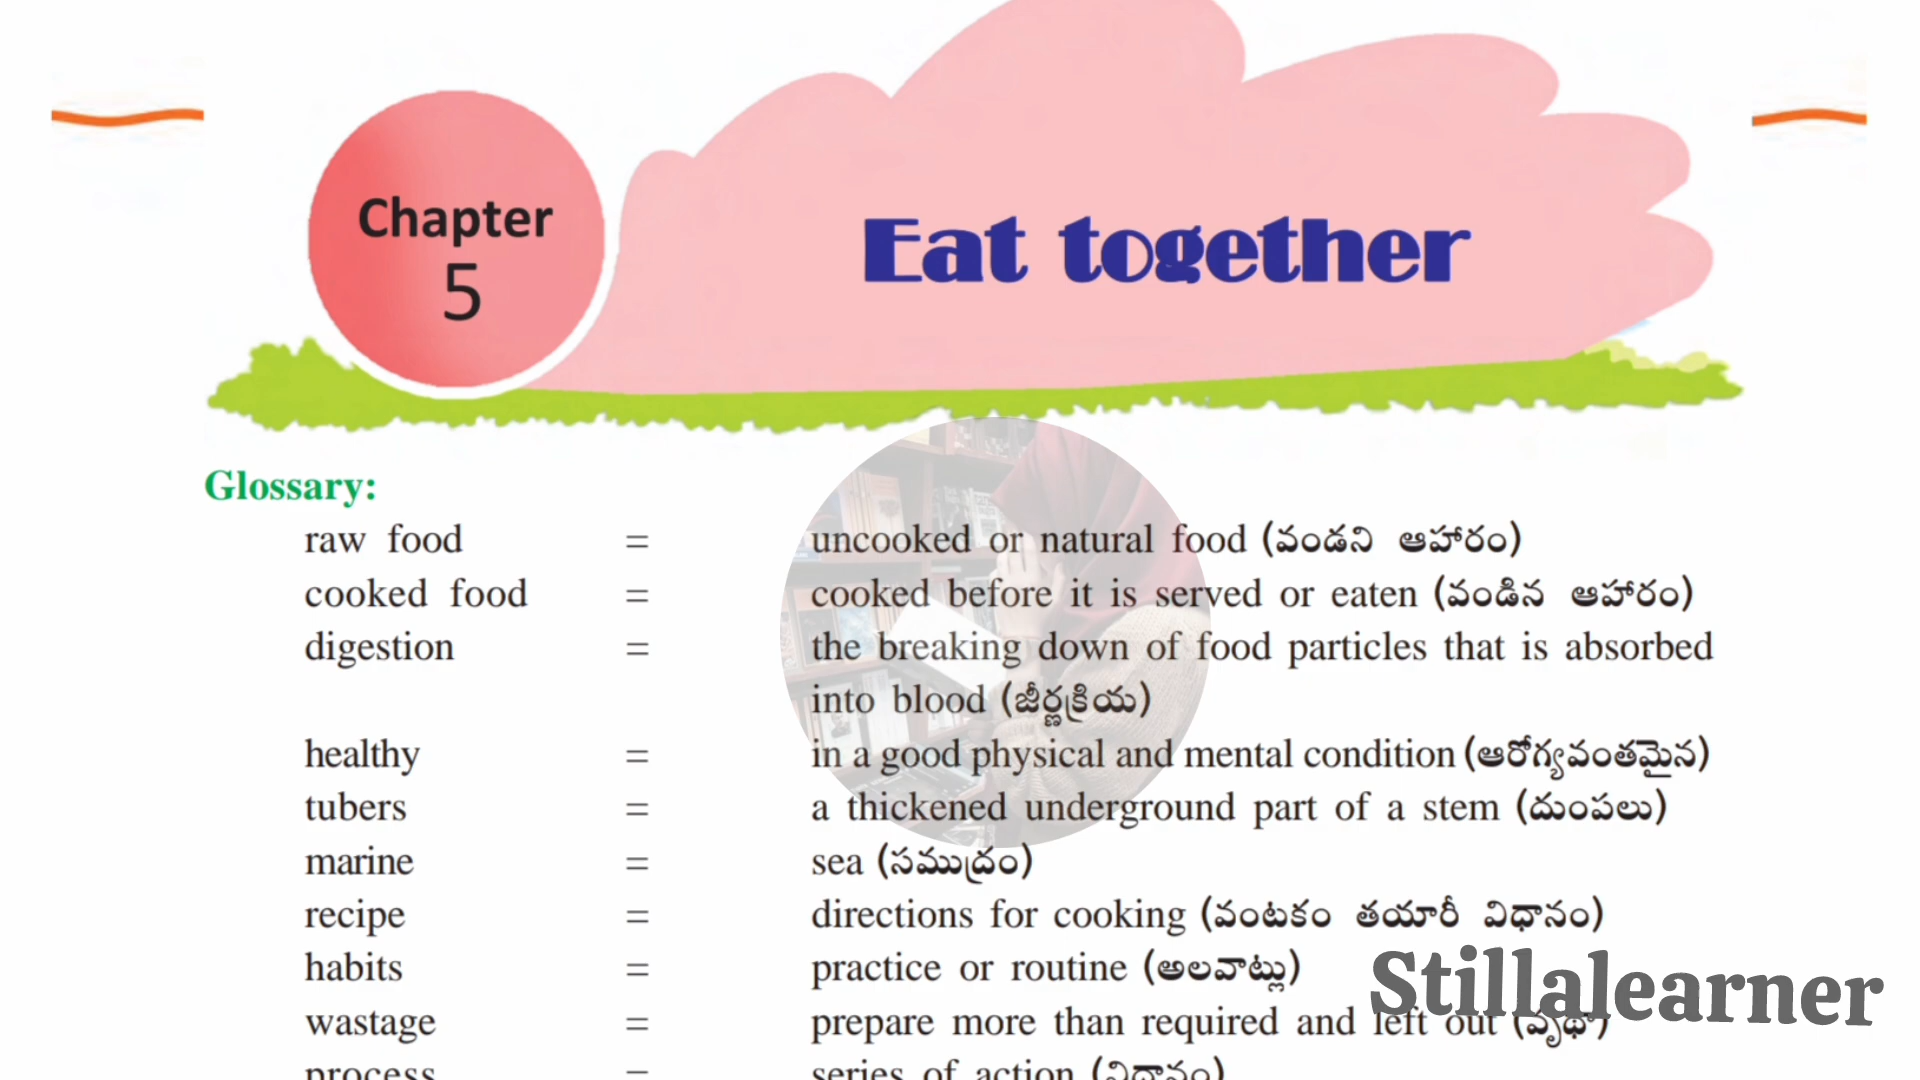 Chapter
5
Eat together
Glossary:
raw food = uncooked or natural food (వండని ఆహారం)
cooked food = cooked before it is served or eaten (వండిన ఆహారం)
digestion = the breaking down of food particles that is absorbed
into blood (జీర్ణక్రియ)
healthy = in a good physical and mental condition (ఆరోగ్యవంతమైన)
tubers = a thickened underground part of a stem (దుంపలు)
marine = sea (సముద్రం)
recipe = directions for cooking (వంటకం తయారీ విధానం)
habits = practice or routine (అలవాట్లు)
wastage = prepare more than required and left out (వృథా)
process = series of action (విధానం)
Stillalearner